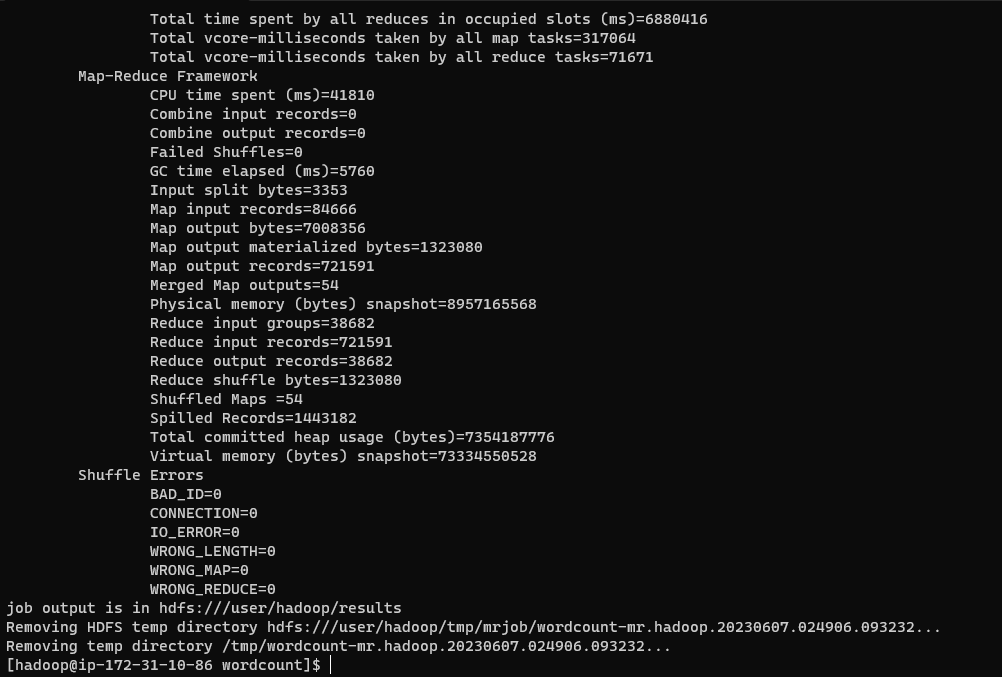 Total time spent by all reduces in occupied slots (ms)=6880416
Total vcore-milliseconds taken by all map tasks=317064
Total vcore-milliseconds taken by all reduce tasks=71671
Map-Reduce Framework
CPU time spent (ms)=41810
Combine input records=0
Combine output records=0
Failed Shuffles=0
GC time elapsed (ms)=5760
Input split bytes=3353
Map input records=84666
Map output bytes=7008356
Map output materialized bytes=1323080
Map output records=721591
Merged Map outputs=54
Physical memory (bytes) snapshot=8957165568
Reduce input groups=38682
Reduce input records=721591
Reduce output records=38682
Reduce shuffle bytes=1323080
Shuffled Maps =54
Spilled Records=1443182
Total committed heap usage (bytes)=7354187776
Virtual memory (bytes) snapshot=73334550528
Shuffle Errors
BAD_ID=0
CONNECTION=0
IO_ERROR=0
WRONG_LENGTH=0
WRONG_MAP=0
WRONG_REDUCE=0
job output is in hdfs:///user/hadoop/results
Removing HDFS temp directory hdfs:///user/hadoop/tmp/mrjob/wordcount-mr.hadoop.20230607.024906.093232...
Removing temp directory /tmp/wordcount-mr.hadoop.20230607.024906.093232...
[hadoop@ip-172-31-10-86 wordcount]$